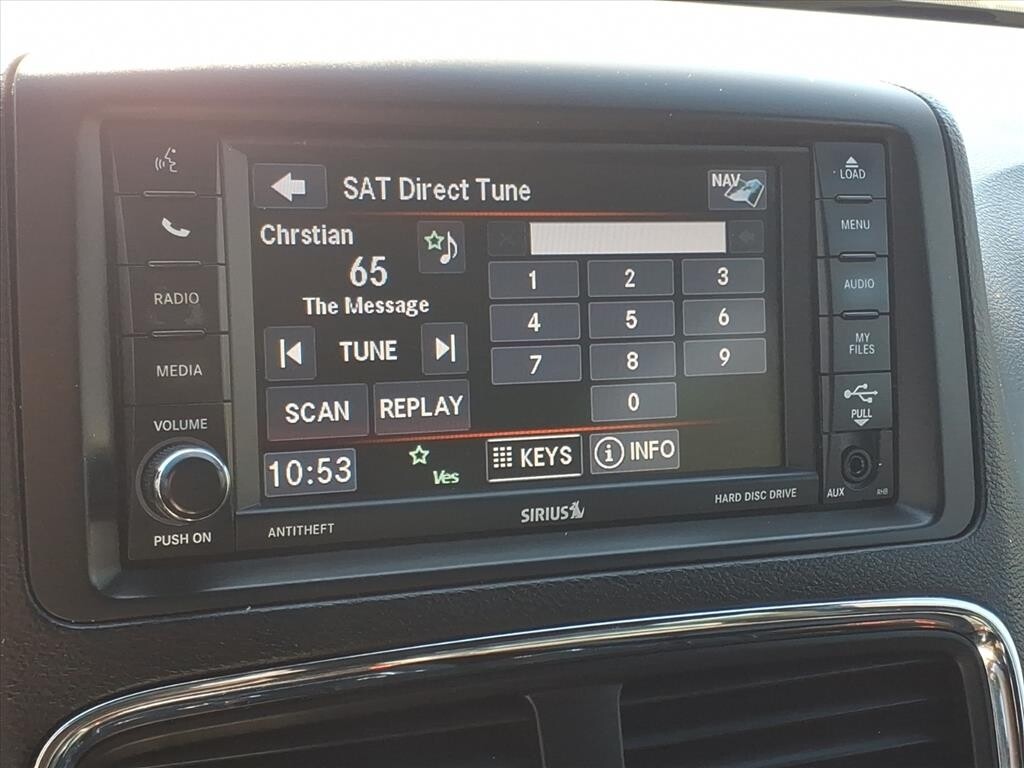 SAT Direct Tune
NAV
Chrstian
65
The Message
TUNE
SCAN
REPLAY
1 2 3
4 5 6
7 8 9
0
10:53
Ves
KEYS
INFO
RADIO
MEDIA
VOLUME
PUSH ON
ANTITHEFT
SIRIUS
HARD DISC DRIVE
LOAD
MENU
AUDIO
MY
FILES
PULL
AUX
RHB